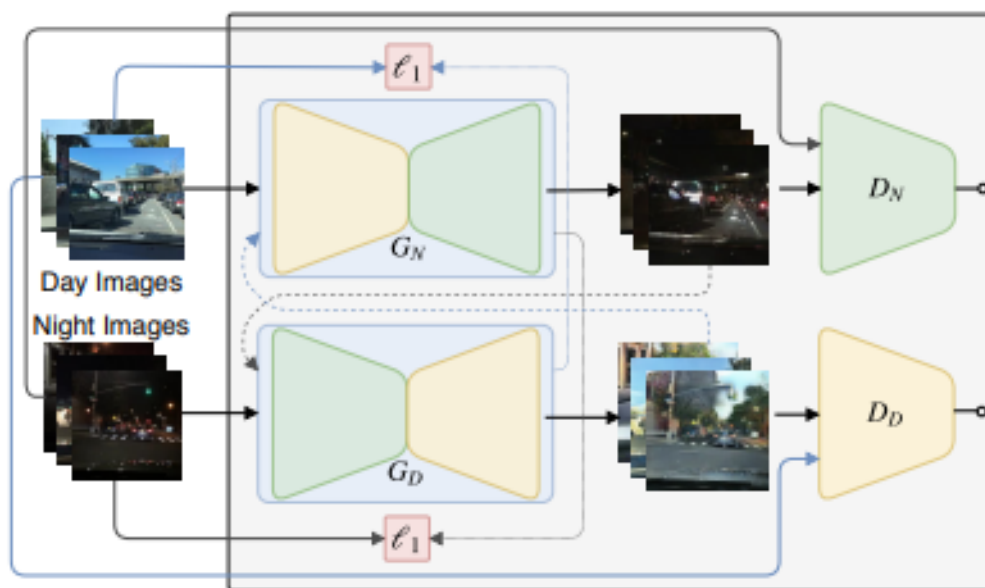 ℓ1
G_N
D_N
Day Images
Night Images
G_D
D_D
ℓ1